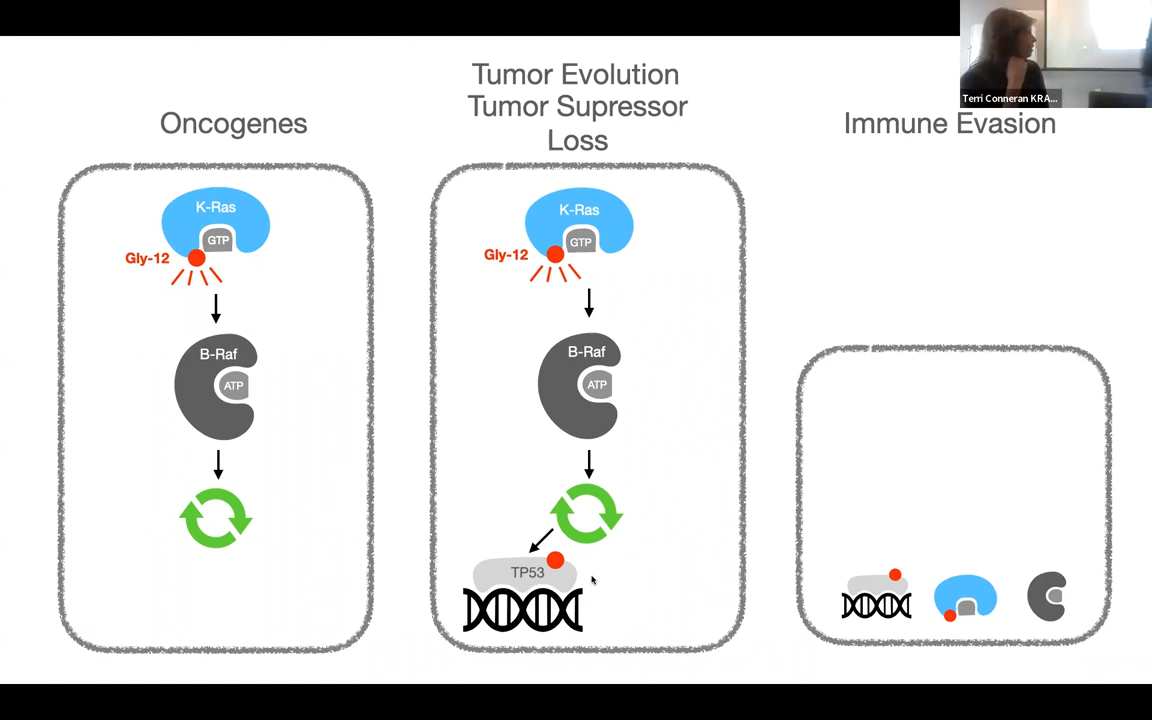 Terri Conneran KRA...
Oncogenes
Tumor Evolution
Tumor Supressor
Loss
Immune Evasion
K-Ras
GTP
Gly-12
B-Raf
ATP
K-Ras
GTP
Gly-12
B-Raf
ATP
TP53